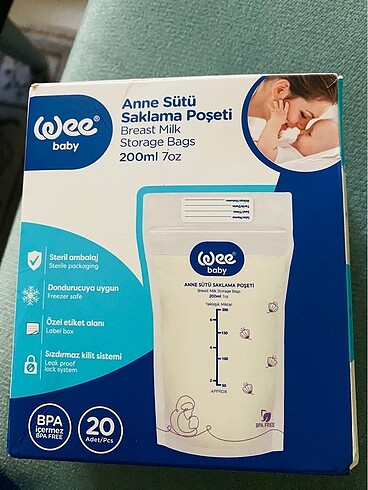 Wee®
baby
Anne Sütü
Saklama Poşeti
Breast Milk
Storage Bags
200ml 7oz
Steril ambalaj
Sterile packaging
Dondurucuya uygun
Freezer safe
Özel etiket alanı
Label box
Sızdırmaz kilit sistemi
Leak proof
lock system
BPA
içermez
BPA FREE
20
Adet/Pcs
Wee®
baby
ANNE SÜTÜ SAKLAMA POŞETİ
Breast Milk Storage Bags
200ml 7oz
Yaklaşık Miktar
200
150
100
50
APPROX
BPA FREE